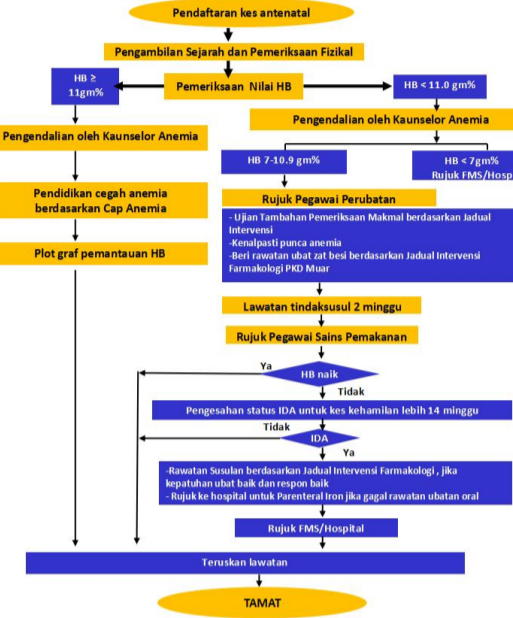 Pendaftaran kes antenatal
Pengambilan Sejarah dan Pemeriksaan Fizikal
HB ≥
11gm%
Pemeriksaan Nilai HB
HB < 11.0 gm%
Pengendalian oleh Kaunselor Anemia
Pengendalian oleh Kaunselor Anemia
HB 7-10.9 gm%
HB < 7gm%
Rujuk FMS/Hospi
Pendidikan cegah anemia
berdasarkan Cap Anemia
Rujuk Pegawai Perubatan
- Ujian Tambahan Pemeriksaan Makmal berdasarkan Jadual
Intervensi
-Kenalpasti punca anemia
-Beri rawatan ubat zat besi berdasarkan Jadual Intervensi
Farmakologi PKD Muar
Plot graf pemantauan HB
Lawatan tindaksusul 2 minggu
Rujuk Pegawai Sains Pemakanan
Ya
HB naik
Tidak
Pengesahan status IDA untuk kes kehamilan lebih 14 minggu
Tidak
IDA
Ya
-Rawatan Susulan berdasarkan Jadual Intervensi Farmakologi , jika
kepatuhan ubat baik dan respon baik
- Rujuk ke hospital untuk Parenteral Iron jika gagal rawatan ubatan oral
Rujuk FMS/Hospital
Teruskan lawatan
TAMAT